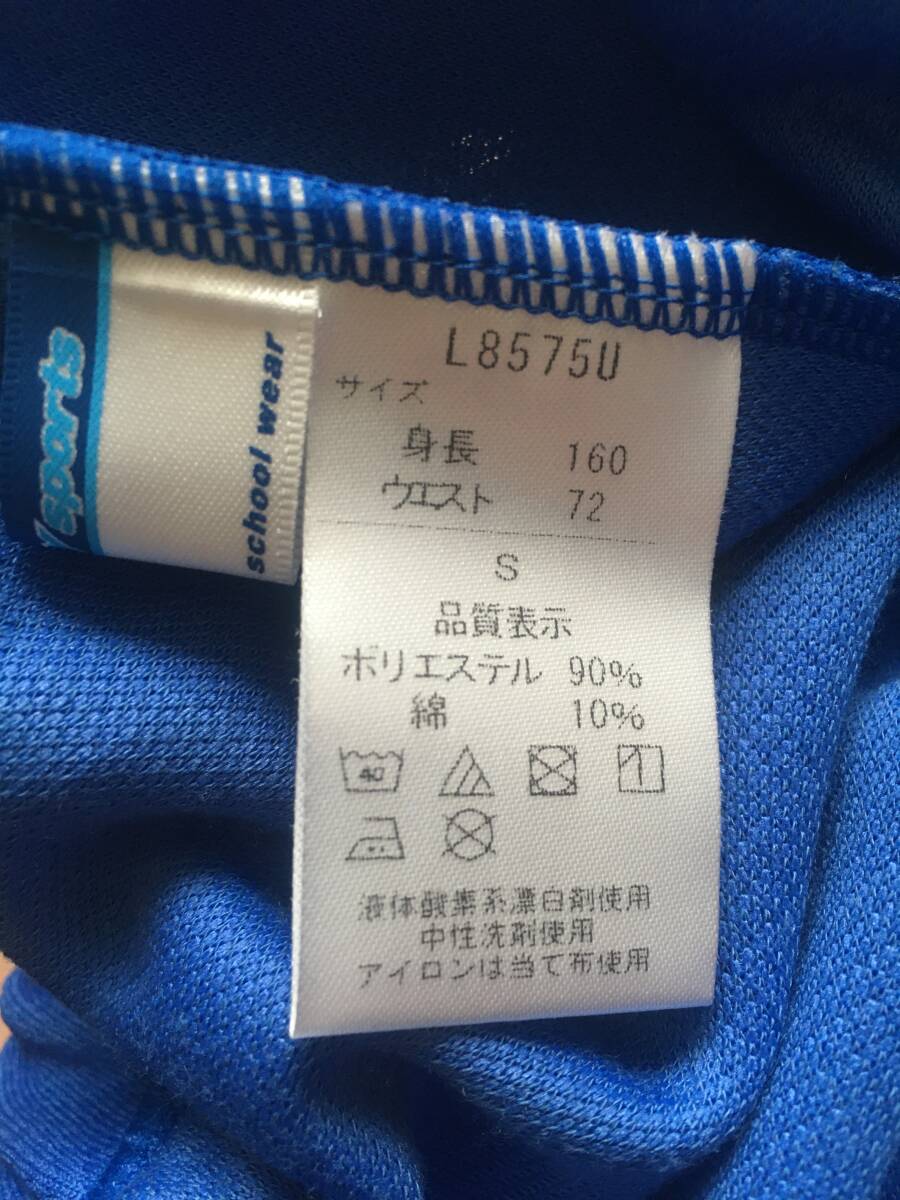 sports
school wear
L8575U
サイズ
身長 160
ウエスト 72
S
品質表示
ポリエステル 90%
綿 10%
40
液体酸素系漂白剤使用
中性洗剤使用
アイロンは当て布使用